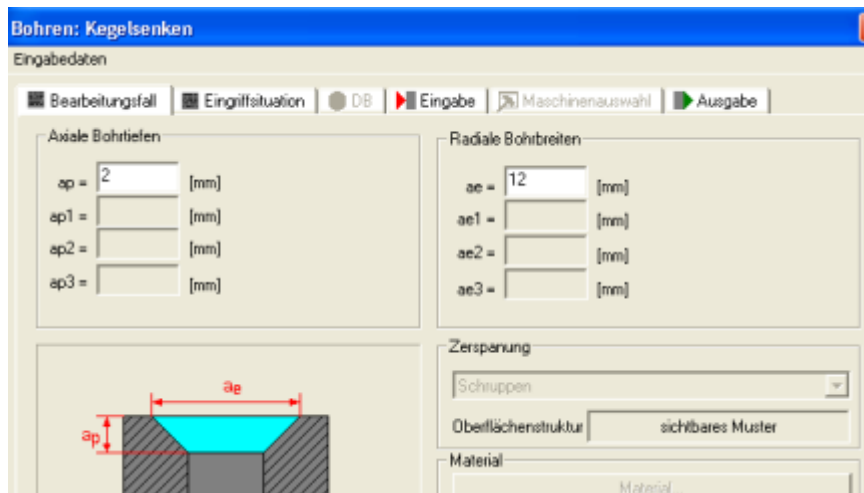 Bohren: Kegelsenken
Eingabedaten
Bearbeitungsfall Eingriffsituation DB Eingabe Maschinenauswahl Ausgabe
Axiale Bohrtiefen
ap = 2 [mm]
ap1 = [mm]
ap2 = [mm]
ap3 = [mm]
Radiale Bohrbreiten
ae = 12 [mm]
ae1 = [mm]
ae2 = [mm]
ae3 = [mm]
Zerspanung
Schruppen
Oberflächenstruktur sichtbares Muster
Material
Material
ae
ap